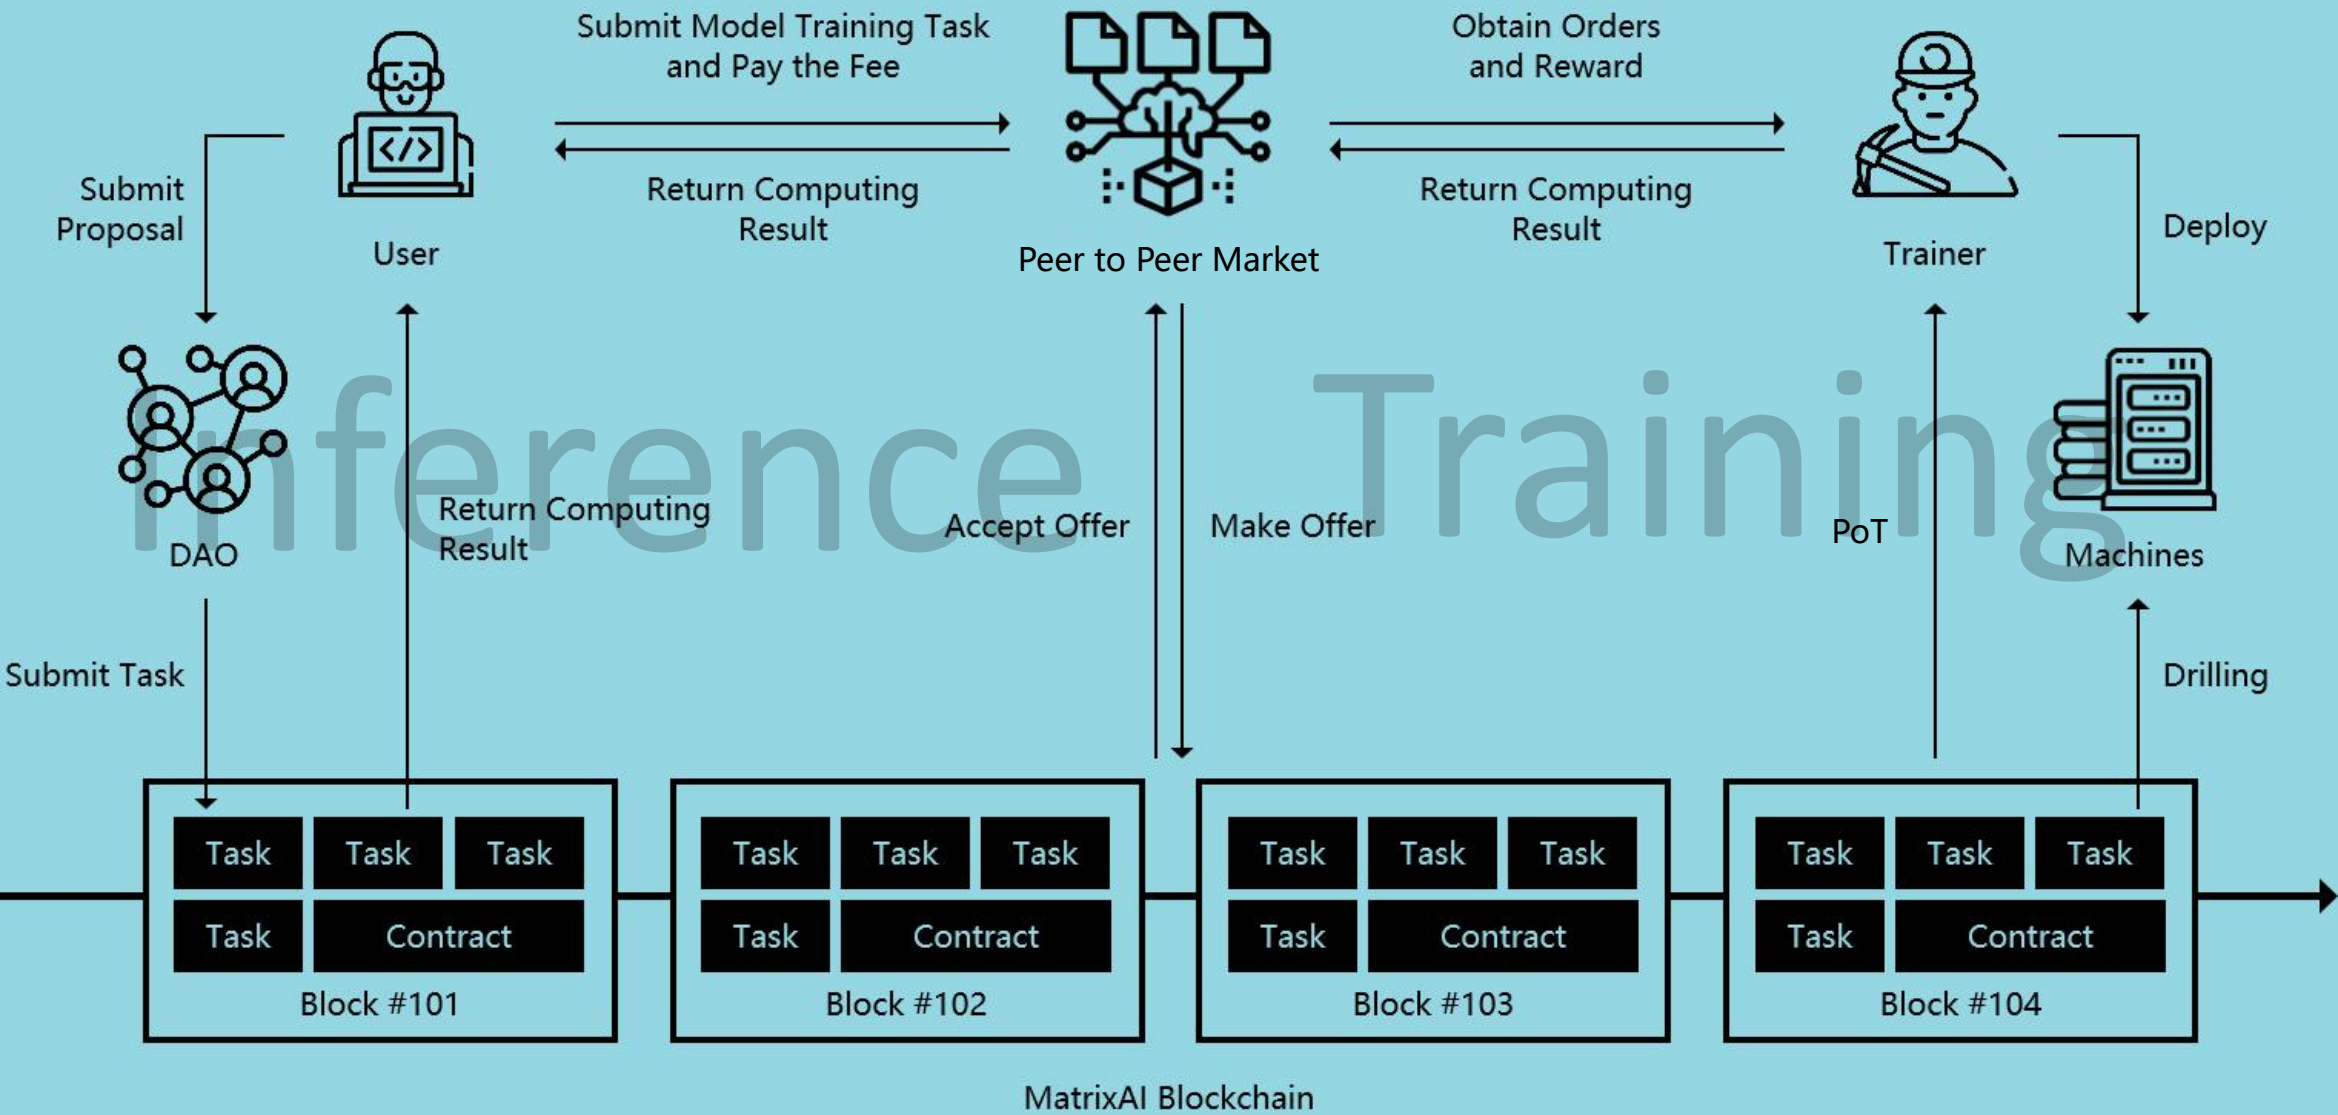 Submit Model Training Task
and Pay the Fee
Obtain Orders
and Reward
Submit
Proposal
User
Return Computing
Result
Peer to Peer Market
Return Computing
Result
Trainer
Deploy
Inference
Training
DAO
Return Computing
Result
Accept Offer
Make Offer
PoT
Machines
Submit Task
Drilling
Task Task Task
Task Contract
Block #101
Task Task Task
Task Contract
Block #102
Task Task Task
Task Contract
Block #103
Task Task Task
Task Contract
Block #104
MatrixAI Blockchain